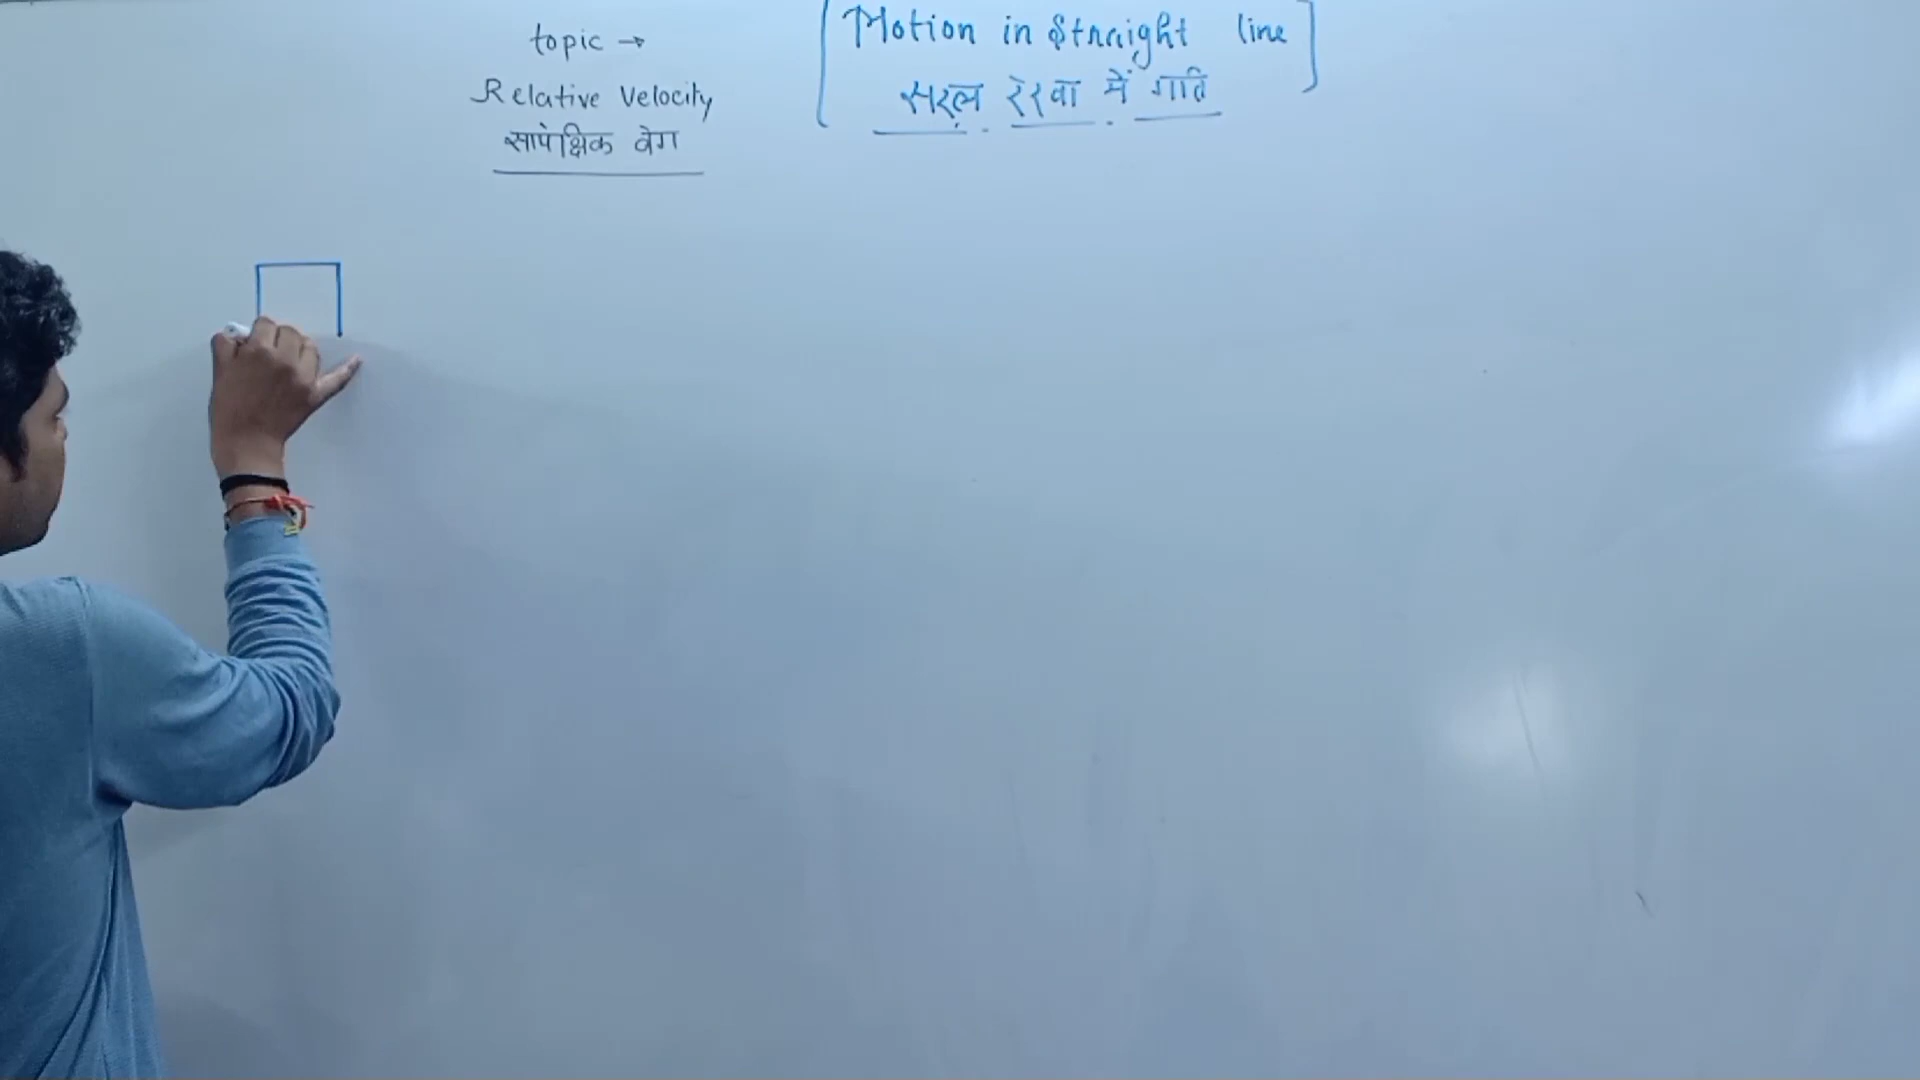 topic →
Relative Velocity
सापेक्षिक वेग
[Motion in Straight line]
सरल रेखा में गति